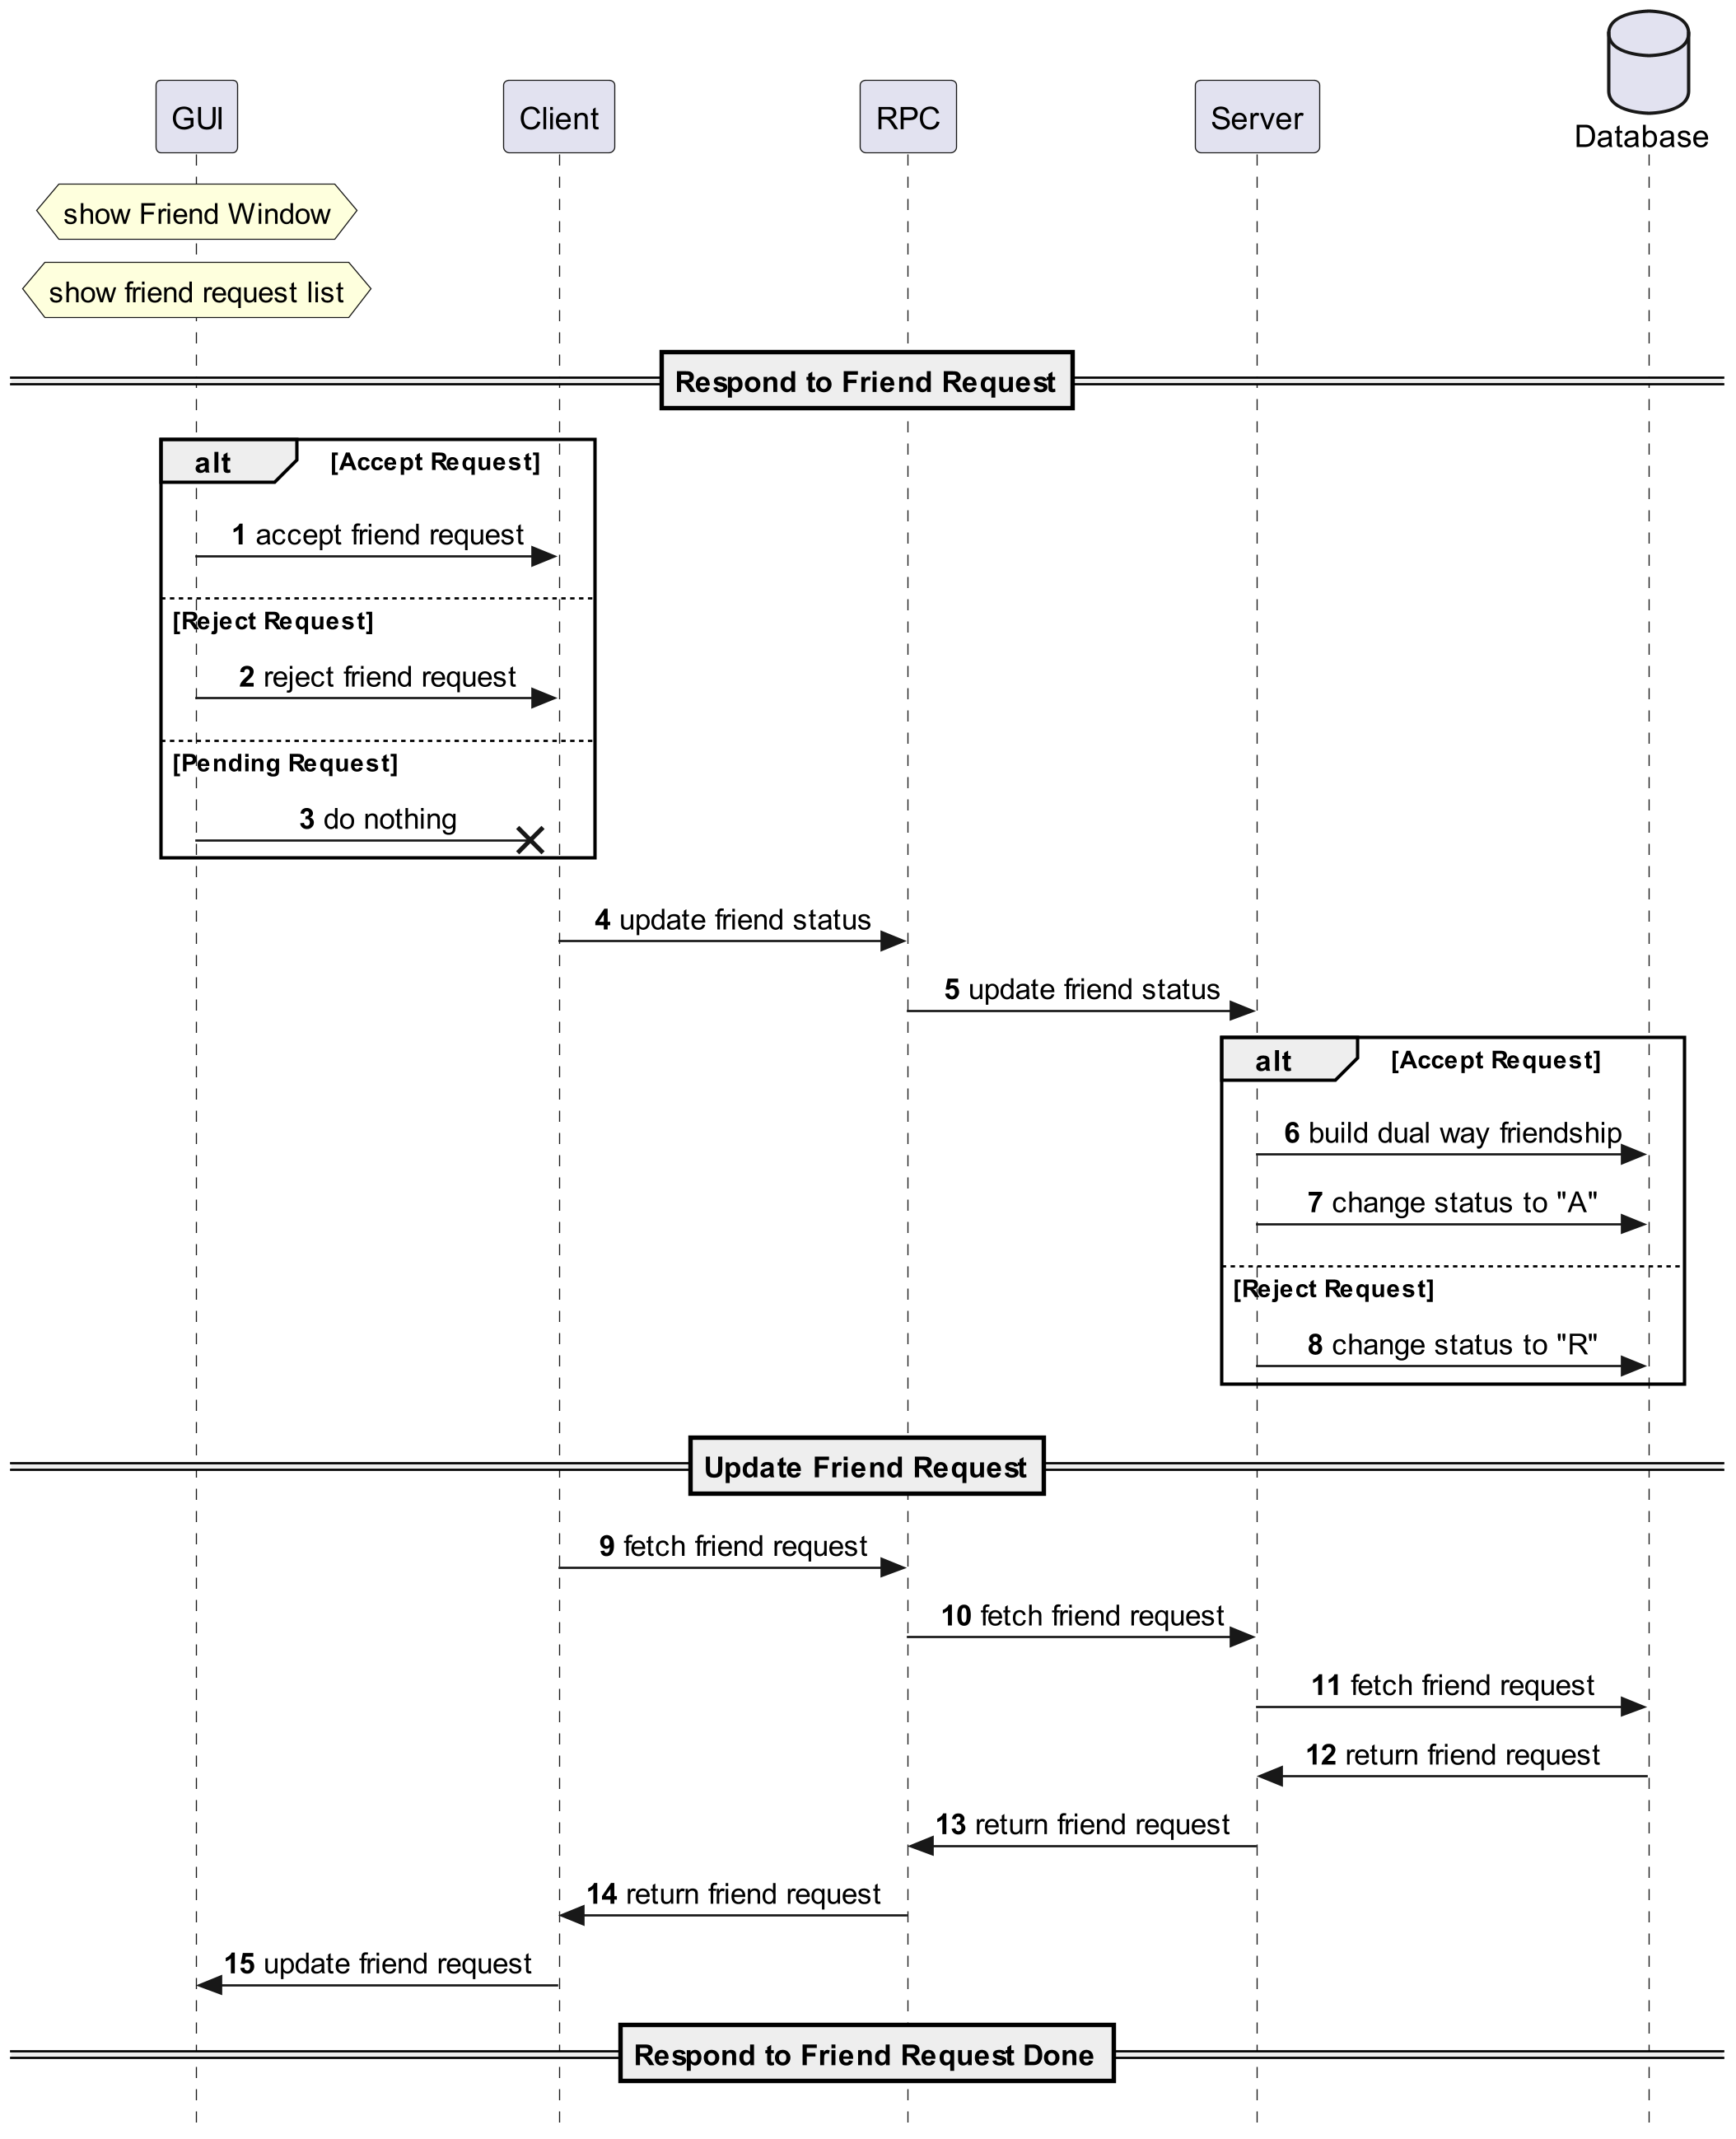 GUI
Client
RPC
Server
Database
show Friend Window
show friend request list
Respond to Friend Request
alt [Accept Request]
1 accept friend request
[Reject Request]
2 reject friend request
[Pending Request]
3 do nothing
4 update friend status
5 update friend status
alt [Accept Request]
6 build dual way friendship
7 change status to "A"
[Reject Request]
8 change status to "R"
Update Friend Request
9 fetch friend request
10 fetch friend request
11 fetch friend request
12 return friend request
13 return friend request
14 return friend request
15 update friend request
Respond to Friend Request Done